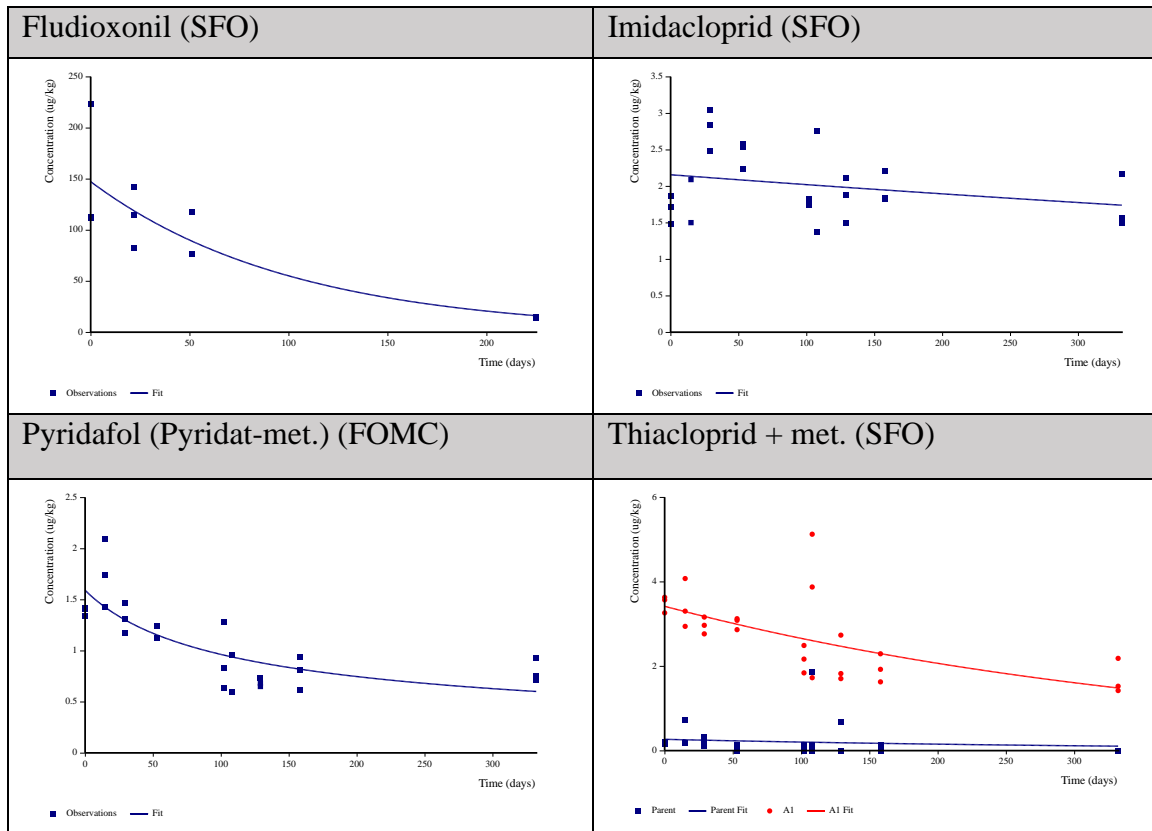 Fludioxonil (SFO)
Imidacloprid (SFO)
Concentration (ug/kg)
250
200
150
100
50
0
0 50 100 150 200
Time (days)
Observations Fit
Concentration (ug/kg)
3.5
3
2.5
2
1.5
1
0.5
0
0 50 100 150 200 250 300
Time (days)
Observations Fit
Pyridafol (Pyridat-met.) (FOMC)
Thiacloprid + met. (SFO)
Concentration (ug/kg)
2.5
2
1.5
1
0.5
0
0 50 100 150 200 250 300
Time (days)
Observations Fit
Concentration (ug/kg)
6
4
2
0
0 50 100 150 200 250 300
Time (days)
Parent Parent Fit A1 A1 Fit